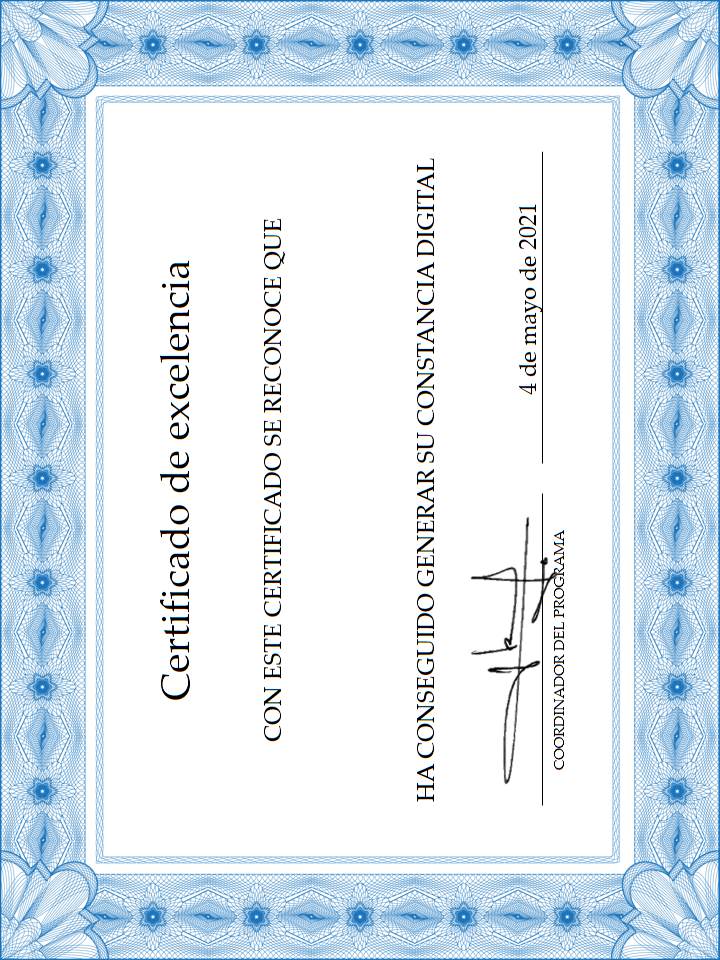 Certificado de excelencia
CON ESTE CERTIFICADO SE RECONOCE QUE
HA CONSEGUIDO GENERAR SU CONSTANCIA DIGITAL
4 de mayo de 2021
COORDINADOR DEL PROGRAMA